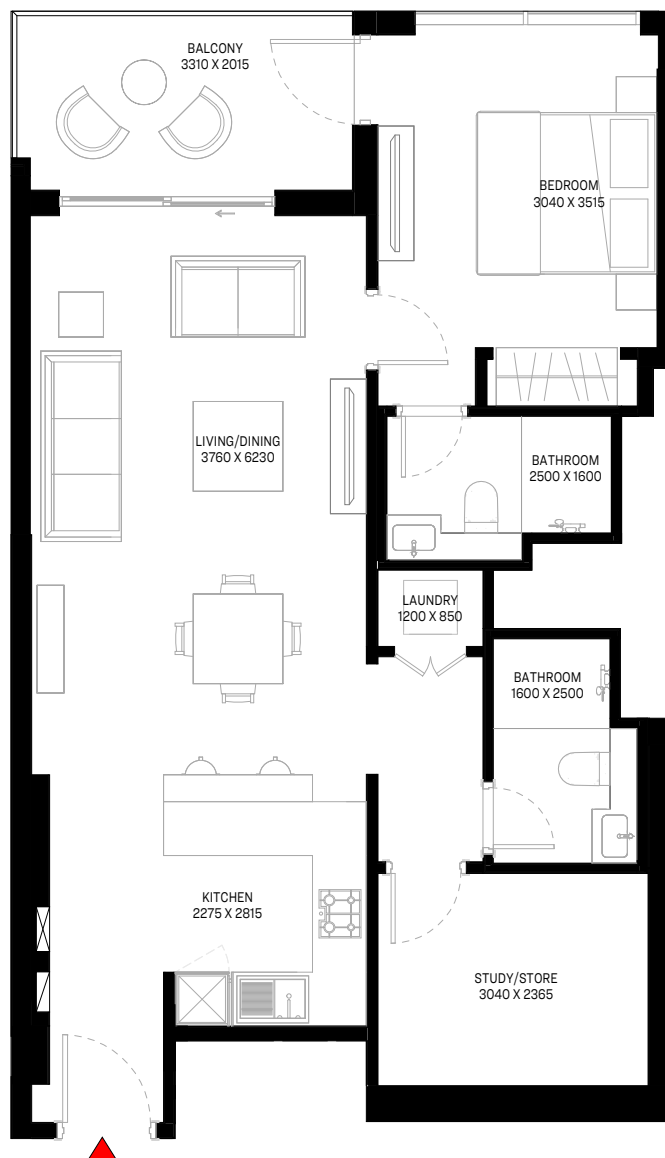 BALCONY
3310 X 2015
BEDROOM
3040 X 3515
LIVING/DINING
3760 X 6230
BATHROOM
2500 X 1600
LAUNDRY
1200 X 850
BATHROOM
1600 X 2500
KITCHEN
2275 X 2815
STUDY/STORE
3040 X 2365